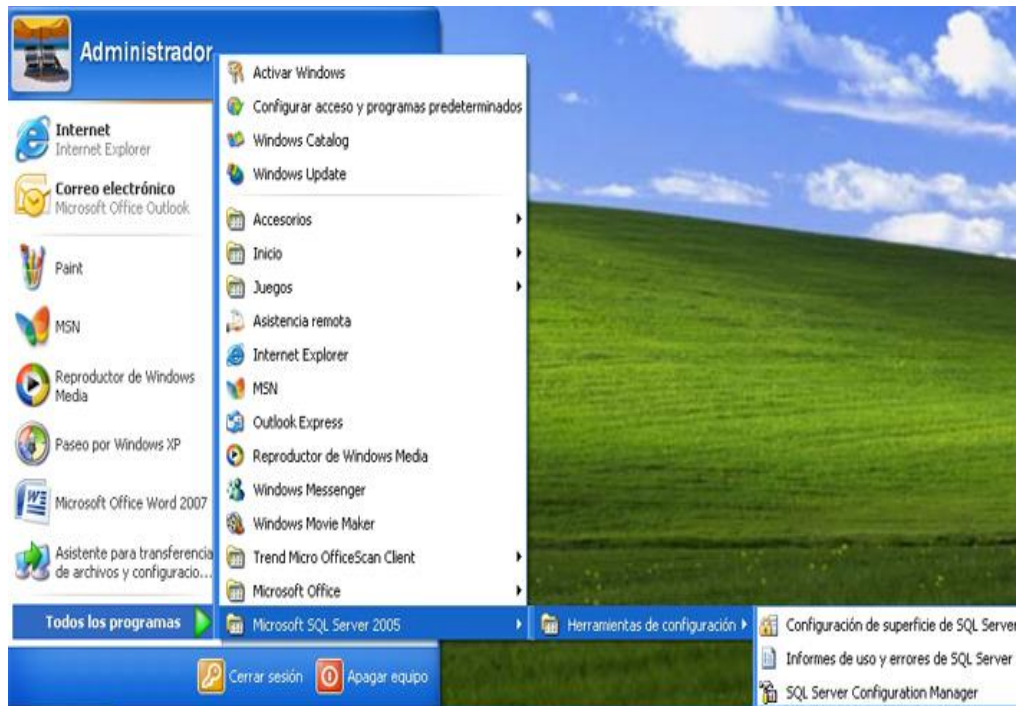 Administrador
Internet
Internet Explorer
Correo electrónico
Microsoft Office Outlook
Paint
MSN
Reproductor de Windows
Media
Paseo por Windows XP
Microsoft Office Word 2007
Asistente para transferencia
de archivos y configuracio...
Todos los programas
Activar Windows
Configurar acceso y programas predeterminados
Windows Catalog
Windows Update
Accesorios
Inicio
Juegos
Asistencia remota
Internet Explorer
MSN
Outlook Express
Reproductor de Windows Media
Windows Messenger
Windows Movie Maker
Trend Micro OfficeScan Client
Microsoft Office
Microsoft SQL Server 2005
Herramientas de configuración
Configuración de superficie de SQL Server
Informes de uso y errores de SQL Server
SQL Server Configuration Manager
Cerrar sesión
Apagar equipo